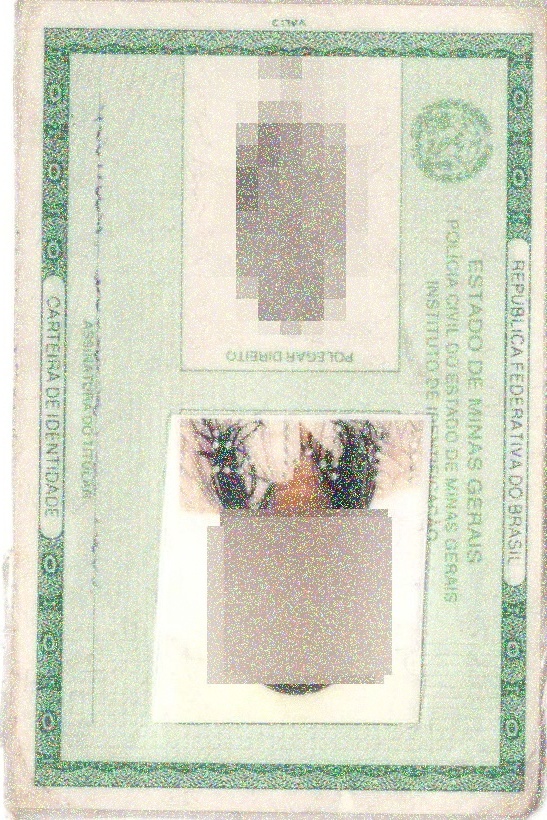 REPÚBLICA FEDERATIVA DO BRASIL
ESTADO DE MINAS GERAIS
POLÍCIA CIVIL DO ESTADO DE MINAS GERAIS
INSTITUTO DE IDENTIFICAÇÃO
POLEGAR DIREITO
ASSINATURA DO TITULAR
CARTEIRA DE IDENTIDADE